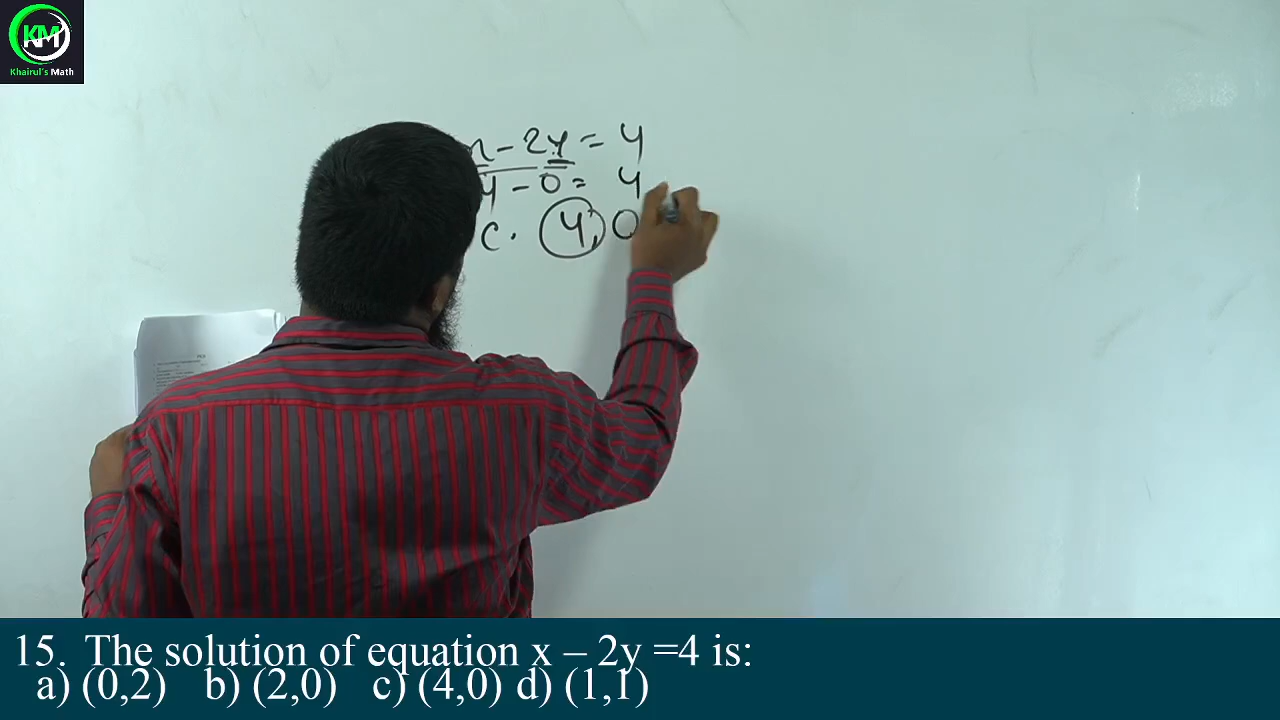 KM
Khairul's Math
x - 2y = 4
4 - 0 = 4
c. 4, 0
15. The solution of equation x – 2y =4 is:
a) (0,2) b) (2,0) c) (4,0) d) (1,1)